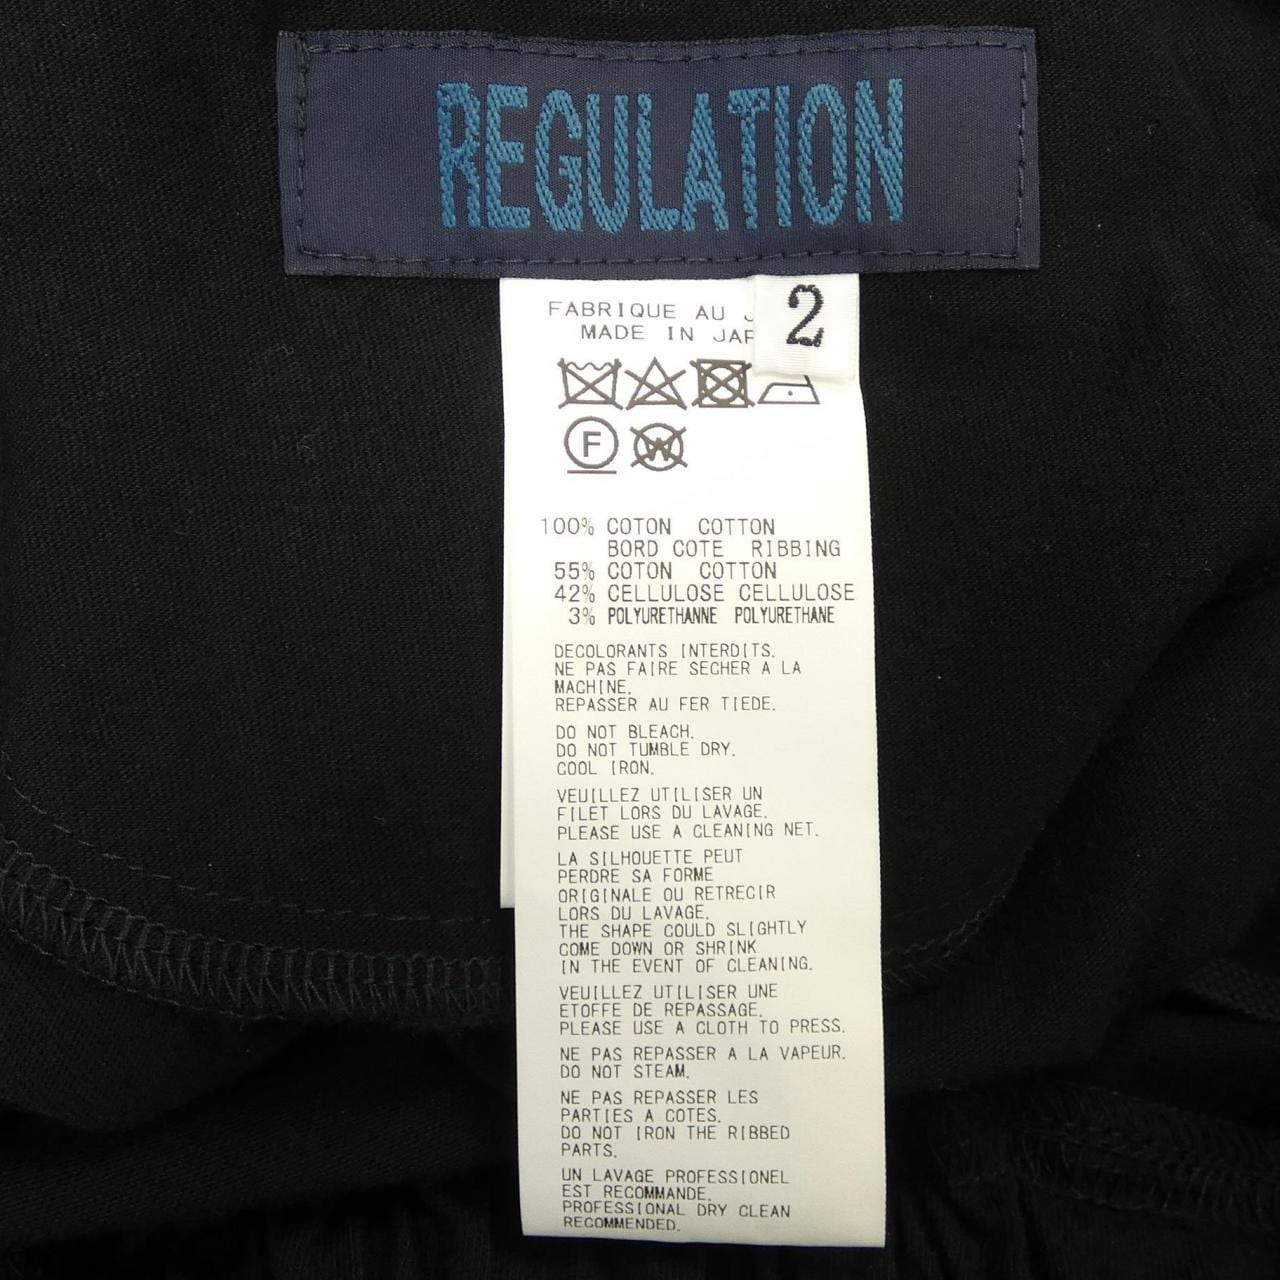 REGULATION
2
FABRIQUE AU
MADE IN
F
W
100% COTON COTTON
BORD COTE RIBBING
55% COTON COTTON
42% CELLULOSE CELLULOSE
3% POLYURETHANNE POLYURETHANE
DECOLORANTS INTERDITS.
NE PAS FAIRE SECHER A LA
MACHINE.
REPASSER AU FER TIEDE.
DO NOT BLEACH.
DO NOT TUMBLE DRY.
COOL IRON.
VEUILLEZ UTILISER UN
FILET LORS DU LAVAGE.
PLEASE USE A CLEANING NET.
LA SILHOUETTE PEUT
PERDRE SA FORME
ORIGINALE OU RETRECIR
LORS DU LAVAGE.
THE SHAPE COULD SLIGHTLY
COME DOWN OR SHRINK
IN THE EVENT OF CLEANING.
VEUILLEZ UTILISER UNE
ETOFFE DE REPASSAGE.
PLEASE USE A CLOTH TO PRESS.
NE PAS REPASSER A LA VAPEUR.
DO NOT STEAM.
NE PAS REPASSER LES
PARTIES A COTES.
DO NOT IRON THE RIBBED
PARTS.
UN LAVAGE PROFESSIONEL
EST RECOMMANDE.
PROFESSIONAL DRY CLEAN
RECOMMENDED.